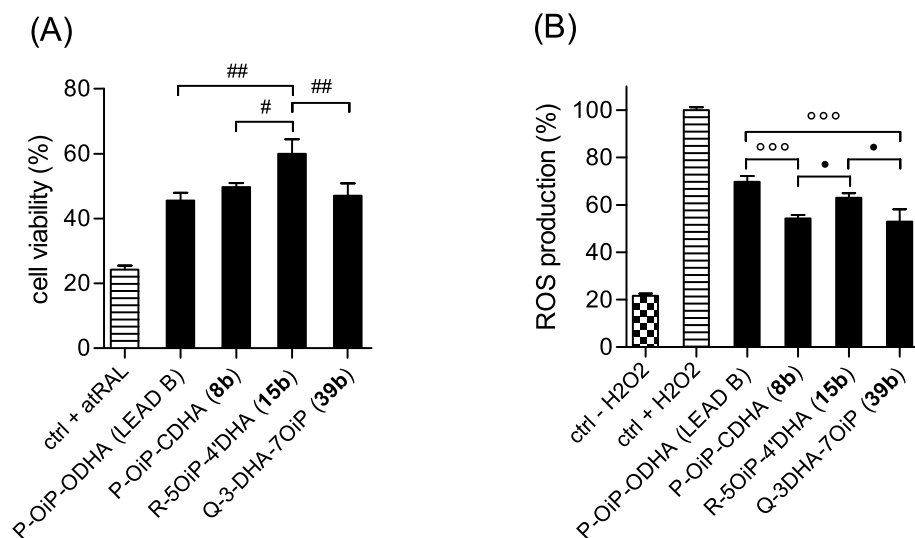 (A)
cell viability (%)
80
60
40
20
0
##
##
#
ctrl + atRAL
P-OiP-ODHA (LEAD B)
P-OiP-CDHA (8b)
R-5OiP-4'DHA (15b)
Q-3-DHA-7OiP (39b)
(B)
ROS production (%)
100
80
60
40
20
0
°°°
°°°
•
•
ctrl - H2O2
ctrl + H2O2
P-OiP-ODHA (LEAD B)
P-OiP-CDHA (8b)
R-5OiP-4'DHA (15b)
Q-3DHA-7OiP (39b)